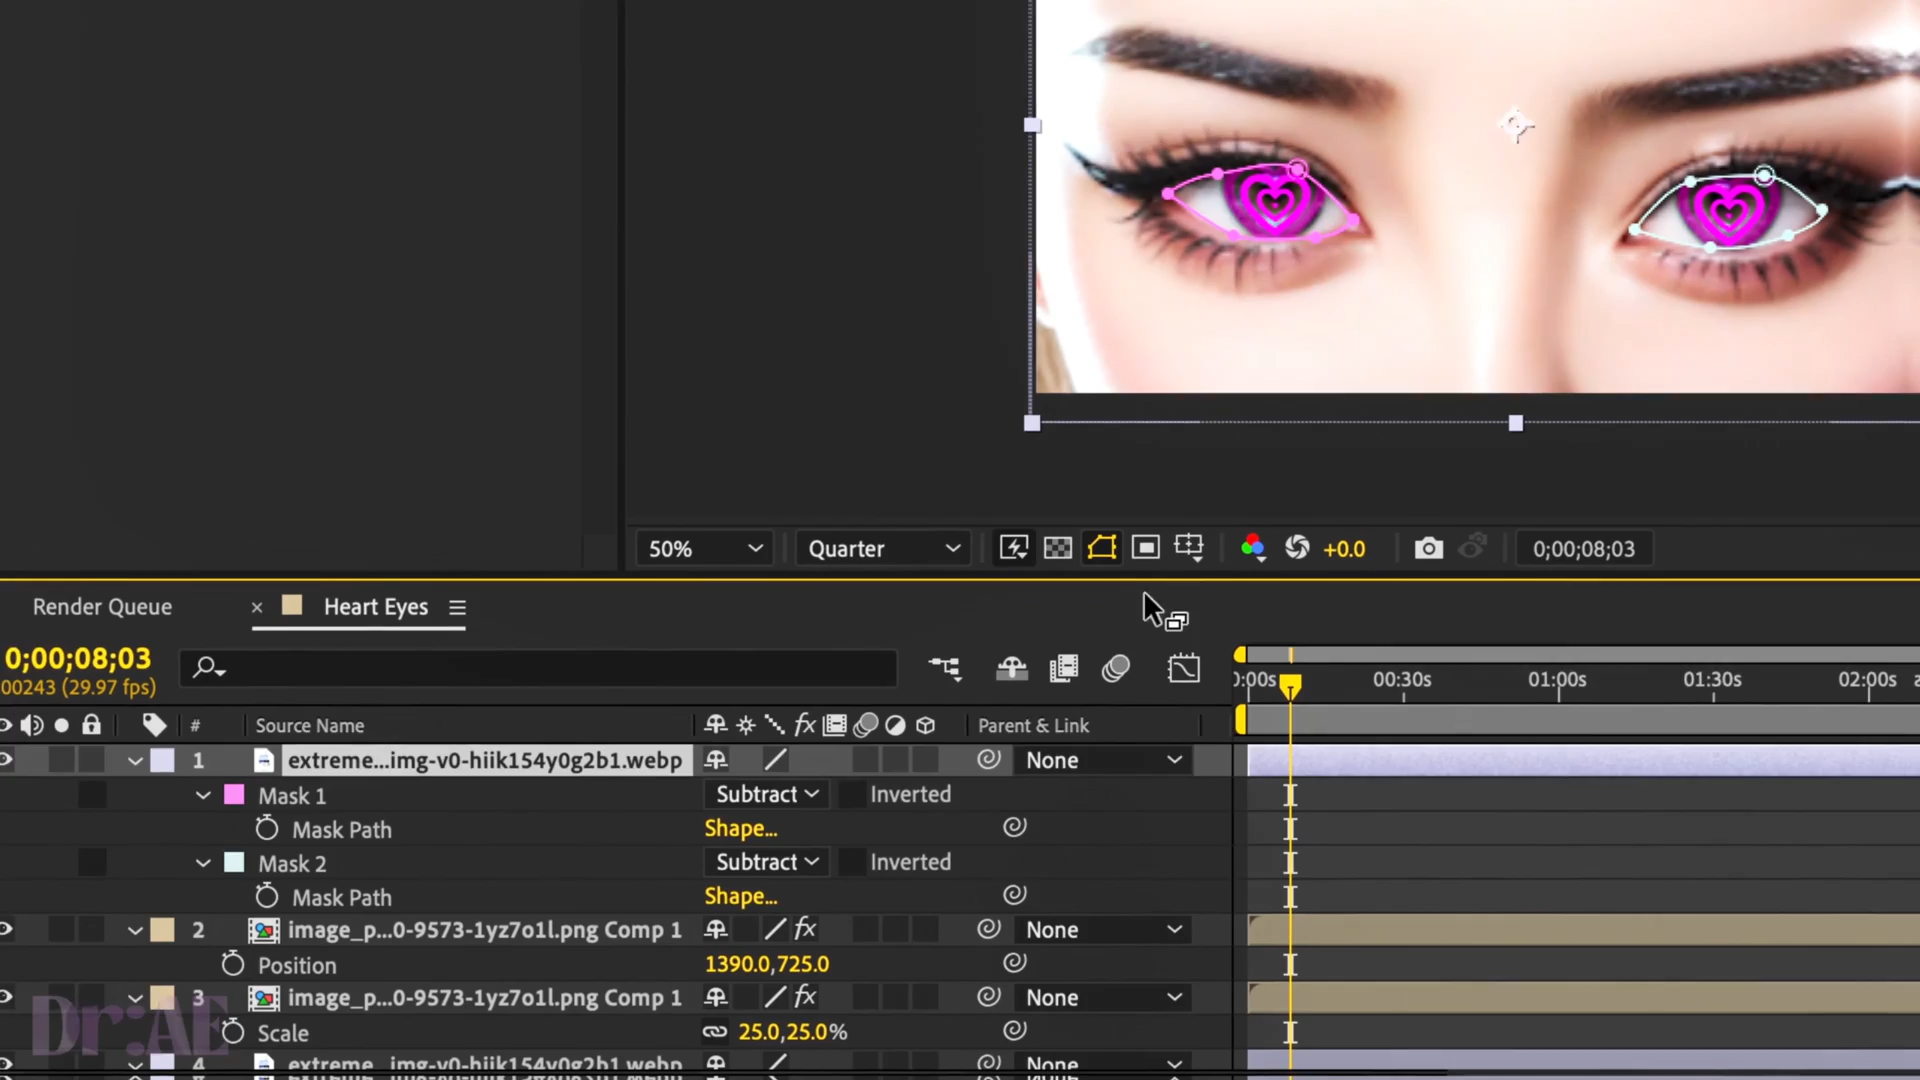 50%
Quarter
+0.0
0;00;08;03
Render Queue
× Heart Eyes
0;00;08;03
00243 (29.97 fps)
):00s 00:30s 01:00s 01:30s 02:00s
# Source Name fx Parent & Link
1 extreme...img-v0-hiik154y0g2b1.webp None
Mask 1 Subtract Inverted
Mask Path Shape...
Mask 2 Subtract Inverted
Mask Path Shape...
2 image_p...0-9573-1yz7o1l.png Comp 1 fx None
Position 1390.0,725.0
3 image_p...0-9573-1yz7o1l.png Comp 1 fx None
Dr:AE
Scale 25.0,25.0%
4 extreme...img-v0-hiik154y0g2b1.webp None